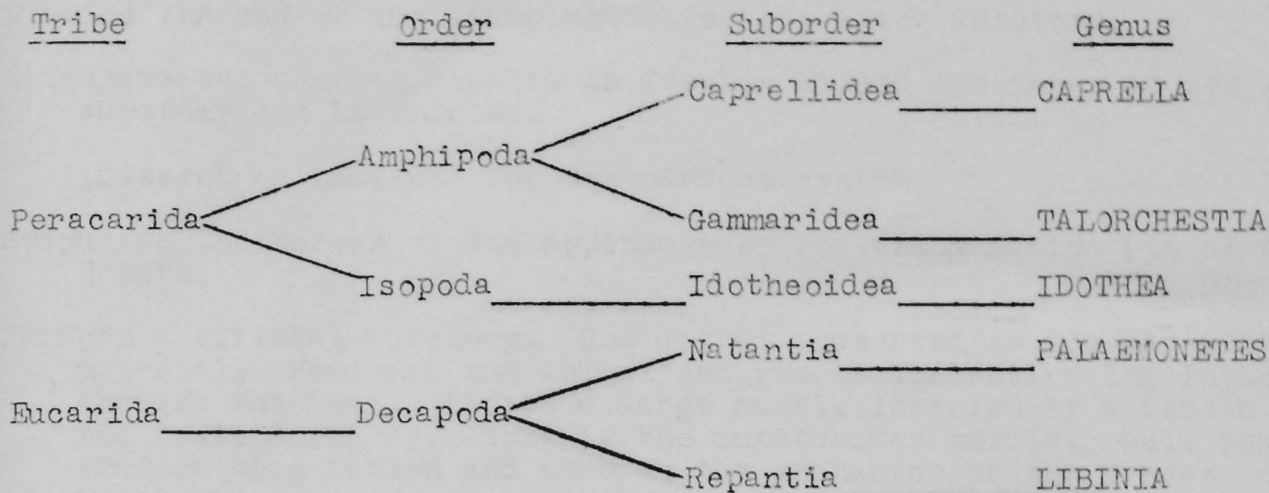 Tribe Order Suborder Genus
Caprellidea CAPRELLA
Amphipoda
Peracarida Gammaridea TALORCHESTIA
Isopoda Idotheoidea IDOTHEA
Natantia PALAEMONETES
Eucarida Decapoda
Repantia LIBINIA